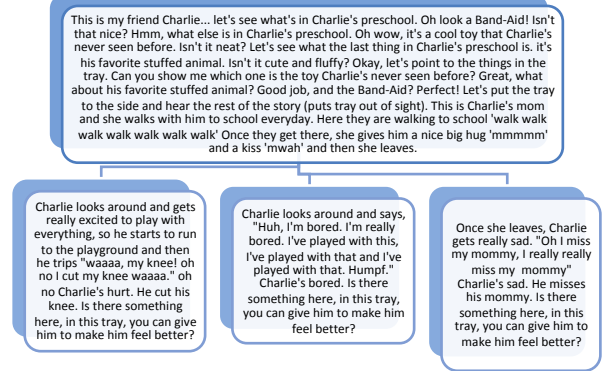 This is my friend Charlie... let's see what's in Charlie's preschool. Oh look a Band-Aid! Isn't
that nice? Hmm, what else is in Charlie's preschool. Oh wow, it's a cool toy that Charlie's
never seen before. Isn't it neat? Let's see what the last thing in Charlie's preschool is. it's
his favorite stuffed animal. Isn't it cute and fluffy? Okay, let's point to the things in the
tray. Can you show me which one is the toy Charlie's never seen before? Great, what
about his favorite stuffed animal? Good job, and the Band-Aid? Perfect! Let's put the tray
to the side and hear the rest of the story (puts tray out of sight). This is Charlie's mom
and she walks with him to school everyday. Here they are walking to school 'walk walk
walk walk walk walk walk' Once they get there, she gives him a nice big hug 'mmmmm'
and a kiss 'mwah' and then she leaves.
Charlie looks around and gets
really excited to play with
everything, so he starts to run
to the playground and then
he trips "waaaa, my knee! oh
no I cut my knee waaaa." oh
no Charlie's hurt. He cut his
knee. Is there something
here, in this tray, you can give
him to make him feel better?
Charlie looks around and says,
"Huh, I'm bored. I'm really
bored. I've played with this,
I've played with that and I've
played with that. Humpf."
Charlie's bored. Is there
something here, in this tray,
you can give him to make him
feel better?
Once she leaves, Charlie
gets really sad. "Oh I miss
my mommy, I really really
miss my mommy"
Charlie's sad. He misses
his mommy. Is there
something here, in this
tray, you can give him to
make him feel better?